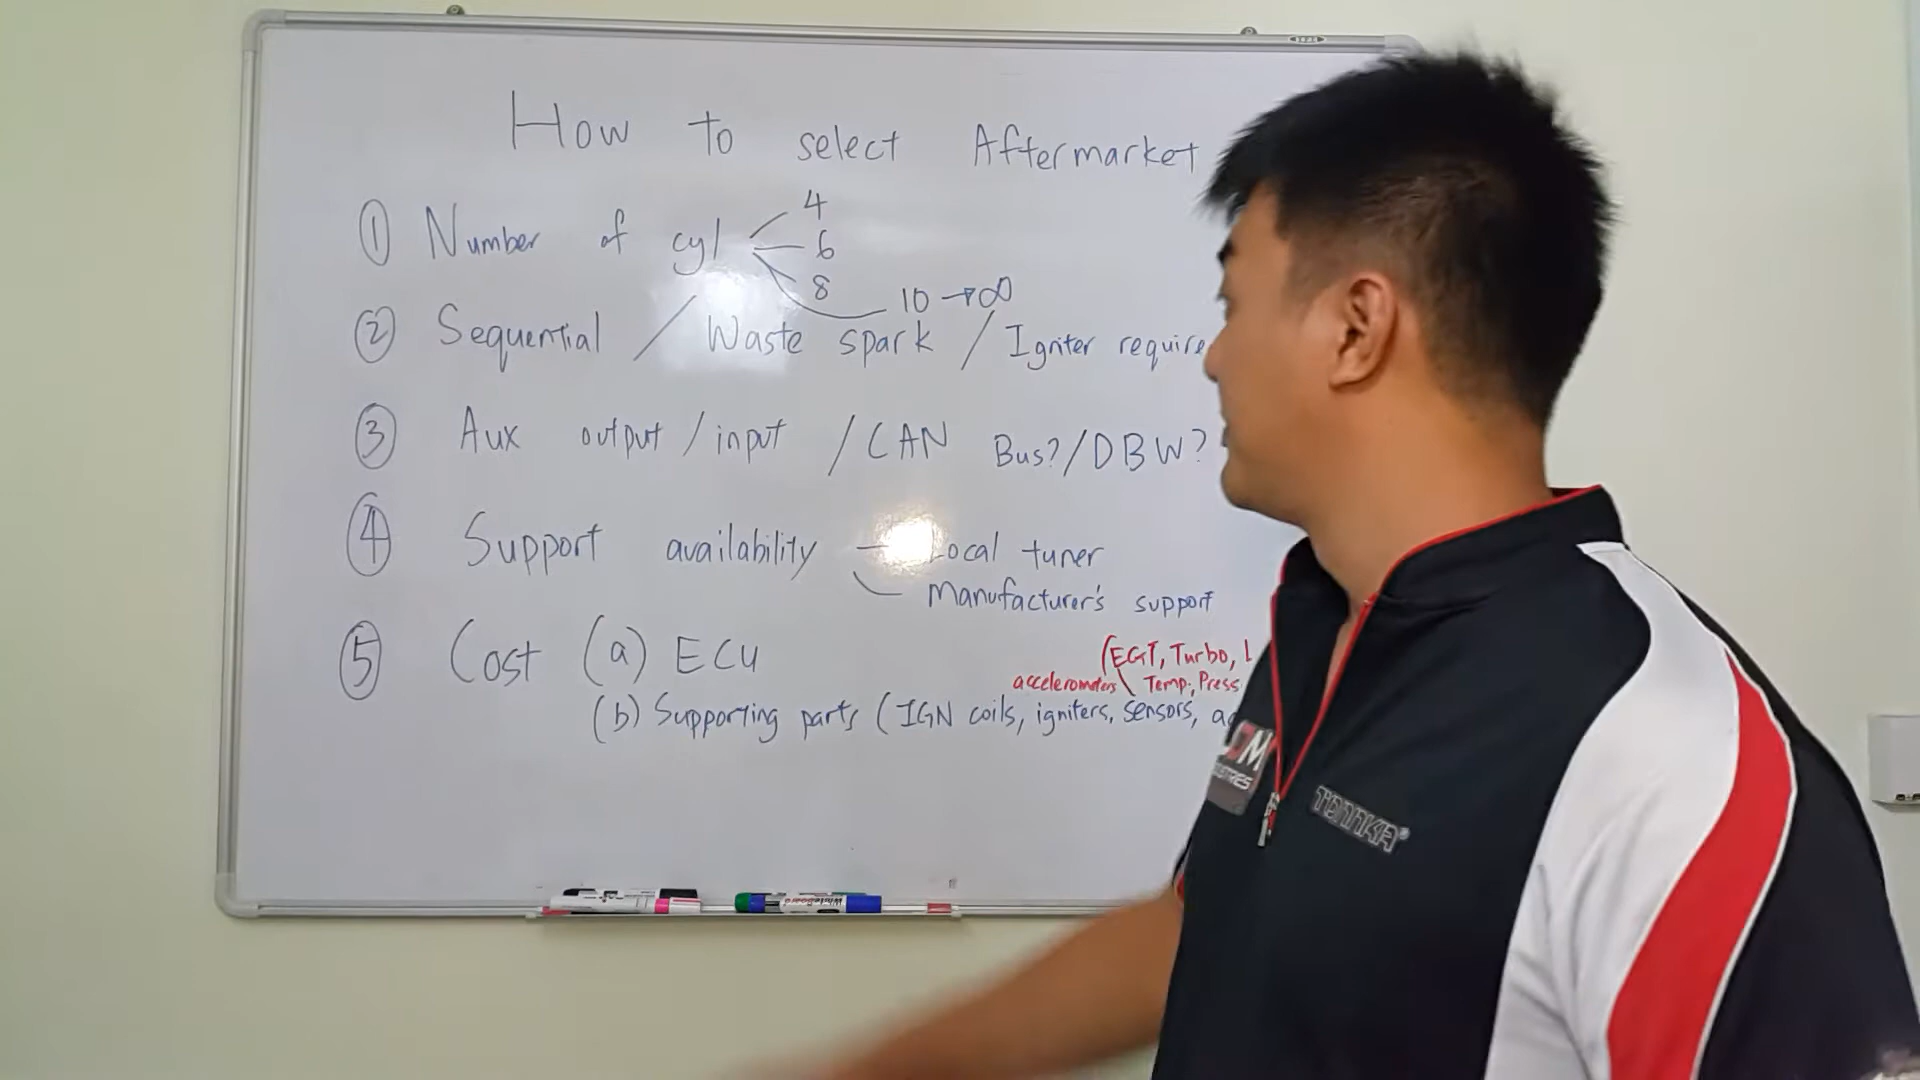 How to select Aftermarket
① Number of cyl
4
6
8
10 → ∞
② Sequential / Waste spark / Igniter require
③ Aux output / input / CAN Bus? / DBW?
④ Support availability - Local tuner
Manufacturer's support
⑤ Cost (a) ECU
(EGT, Turbo,
accelerometers Temp, Press
(b) Supporting parts (IGN coils, igniters, sensors,
TONNKA®
WhiteBoard